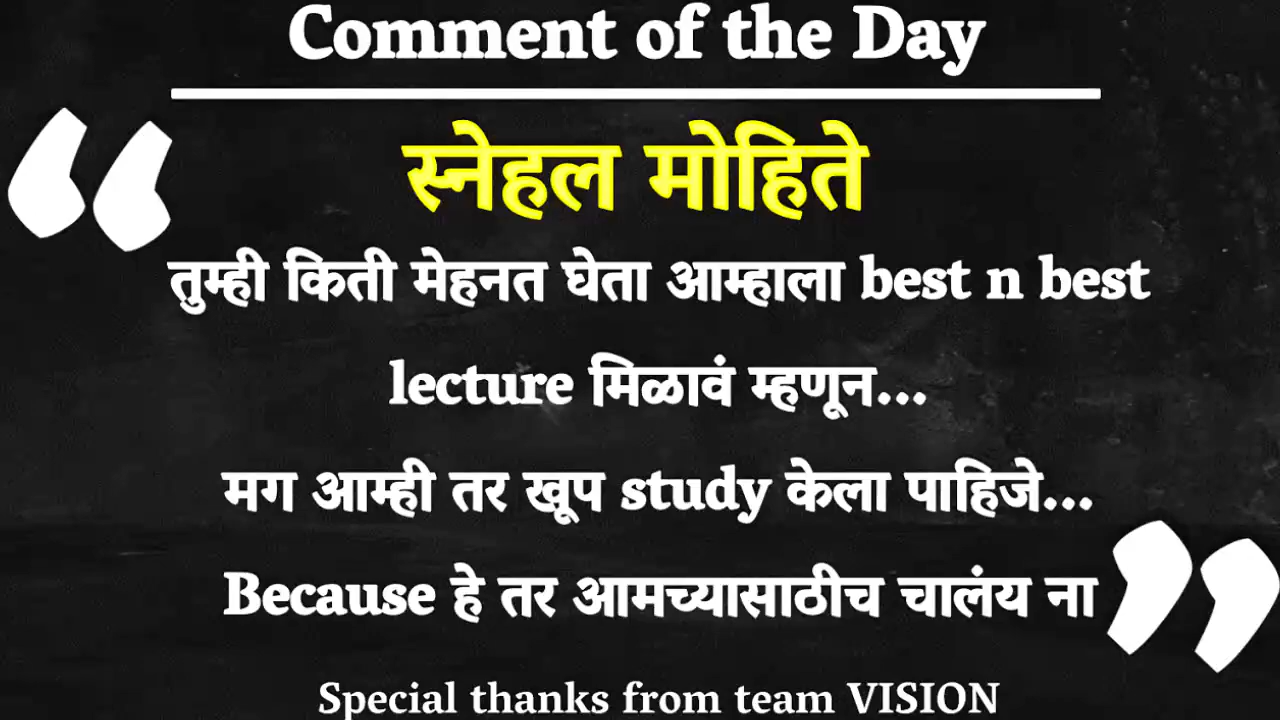 Comment of the Day
स्नेहल मोहिते
“
तुम्ही किती मेहनत घेता आम्हाला best n best
lecture मिळावं म्हणून...
मग आम्ही तर खूप study केला पाहिजे...
Because हे तर आमच्यासाठीच चालंय ना
”
Special thanks from team VISION